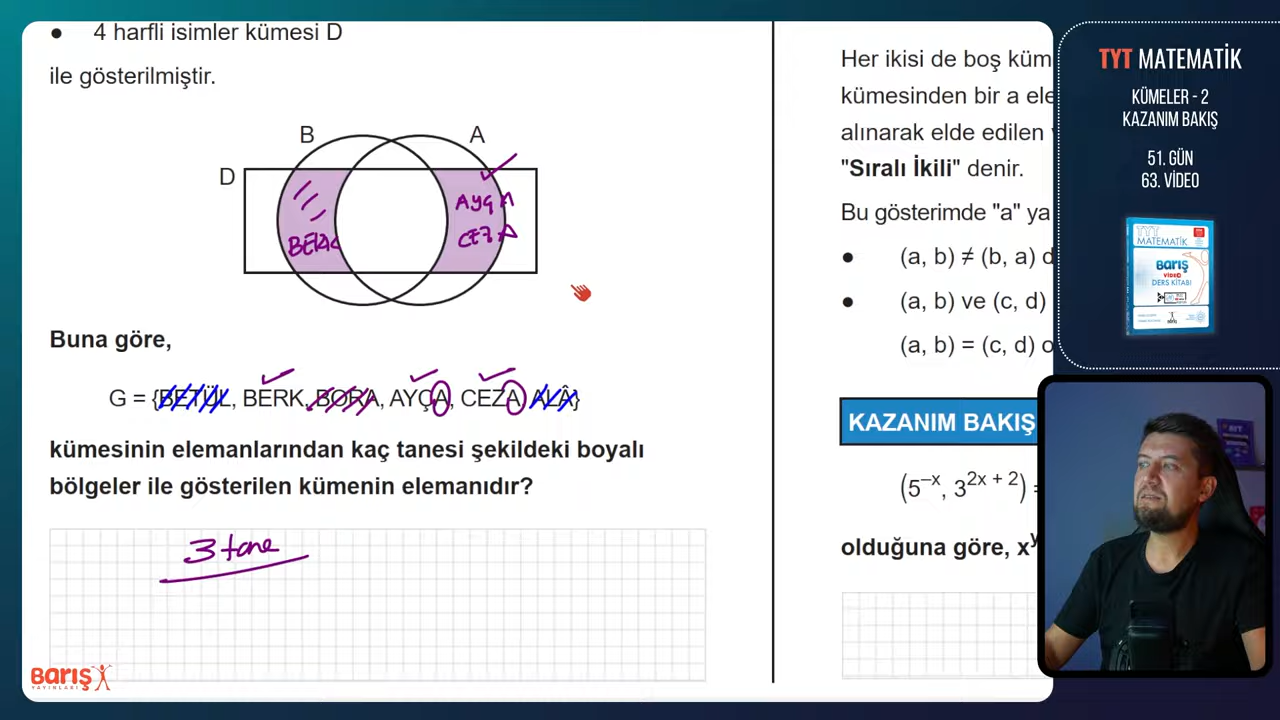 ● 4 harfli isimler kümesi D
ile gösterilmiştir.
B
A
D
AYÇA
CEZA
BERK
Buna göre,
G = {BETÜL, BERK, BORA, AYÇA, CEZA, ALÂ}
kümesinin elemanlarından kaç tanesi şekildeki boyalı
bölgeler ile gösterilen kümenin elemanıdır?
3 tane
BARIŞ
YAYINLARI
Her ikisi de boş küm
kümesinden bir a ele
alınarak elde edilen
"Sıralı İkili" denir.
Bu gösterimde "a" ya
● (a, b) ≠ (b, a) o
● (a, b) ve (c, d)
(a, b) = (c, d) o
KAZANIM BAKIŞ
(5⁻ˣ, 3²ˣ⁺²) =
olduğuna göre, xʸ
TYT MATEMATİK
KÜMELER - 2
KAZANIM BAKIŞ
51. GÜN
63. VİDEO
TYT
MATEMATİK
BARIŞ
VİDEO
DERS KİTABI